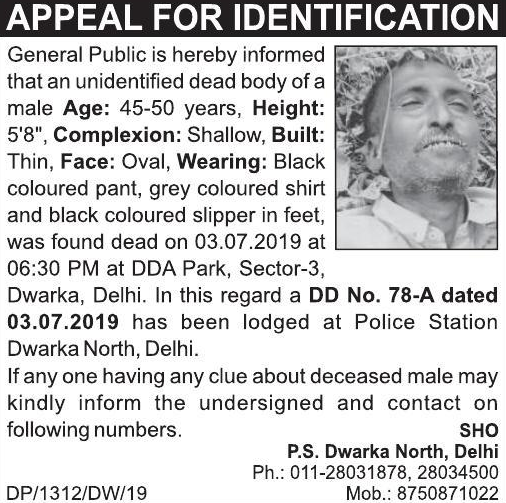 APPEAL FOR IDENTIFICATION
General Public is hereby informed
that an unidentified dead body of a
male Age: 45-50 years, Height:
5'8", Complexion: Shallow, Built:
Thin, Face: Oval, Wearing: Black
coloured pant, grey coloured shirt
and black coloured slipper in feet,
was found dead on 03.07.2019 at
06:30 PM at DDA Park, Sector-3,
Dwarka, Delhi. In this regard a DD No. 78-A dated
03.07.2019 has been lodged at Police Station
Dwarka North, Delhi.
If any one having any clue about deceased male may
kindly inform the undersigned and contact on
following numbers. SHO
P.S. Dwarka North, Delhi
Ph.: 011-28031878, 28034500
DP/1312/DW/19 Mob.: 8750871022